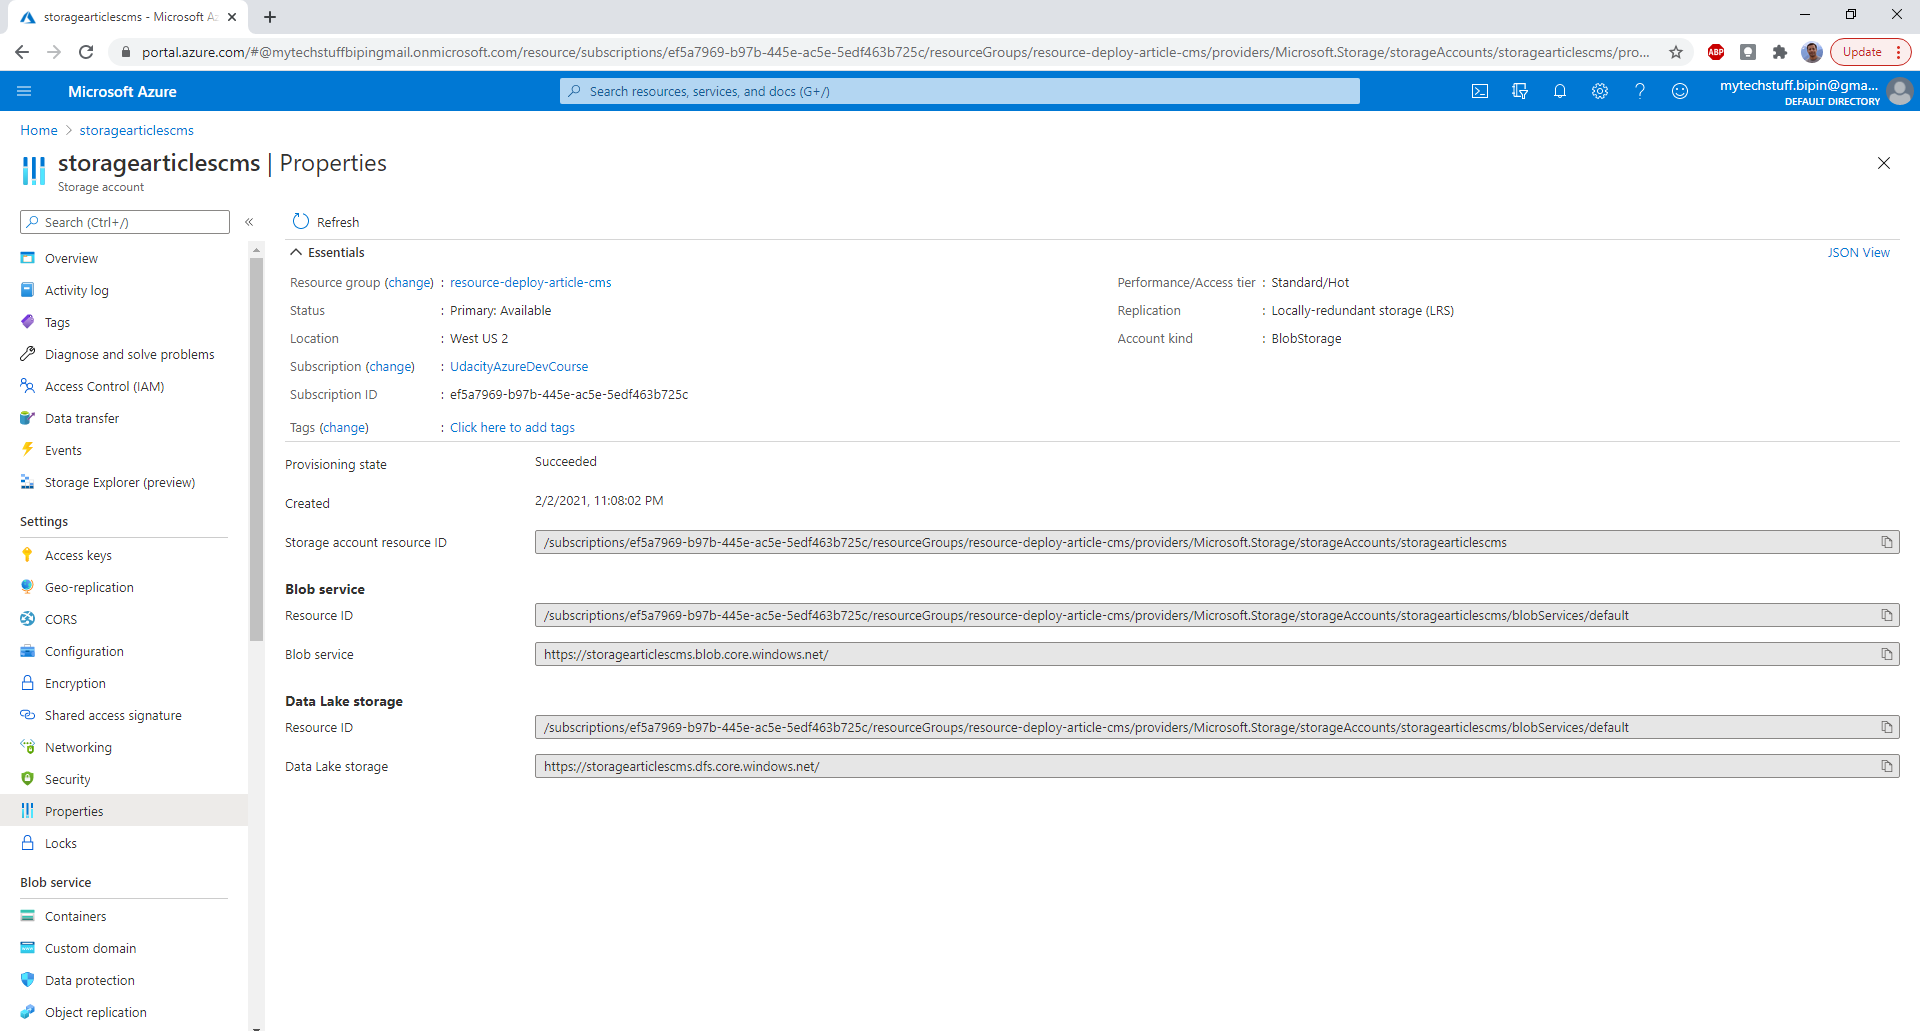 storagearticlescms - Microsoft A
portal.azure.com/#@mytechstuffbipingmail.onmicrosoft.com/resource/subscriptions/ef5a7969-b97b-445e-ac5e-5edf463b725c/resourceGroups/resource-deploy-article-cms/providers/Microsoft.Storage/storageAccounts/storagearticlescms/pro...
ABP
Update
Microsoft Azure
Search resources, services, and docs (G+/)
mytechstuff.bipin@gma...
DEFAULT DIRECTORY
Home > storagearticlescms
storagearticlescms | Properties
Storage account
Search (Ctrl+/)
«
Overview
Activity log
Tags
Diagnose and solve problems
Access Control (IAM)
Data transfer
Events
Storage Explorer (preview)
Settings
Access keys
Geo-replication
CORS
Configuration
Encryption
Shared access signature
Networking
Security
Properties
Locks
Blob service
Containers
Custom domain
Data protection
Object replication
Refresh
Essentials
JSON View
Resource group (change) : resource-deploy-article-cms
Status : Primary: Available
Location : West US 2
Subscription (change) : UdacityAzureDevCourse
Subscription ID : ef5a7969-b97b-445e-ac5e-5edf463b725c
Tags (change) : Click here to add tags
Performance/Access tier : Standard/Hot
Replication : Locally-redundant storage (LRS)
Account kind : BlobStorage
Provisioning state Succeeded
Created 2/2/2021, 11:08:02 PM
Storage account resource ID /subscriptions/ef5a7969-b97b-445e-ac5e-5edf463b725c/resourceGroups/resource-deploy-article-cms/providers/Microsoft.Storage/storageAccounts/storagearticlescms
Blob service
Resource ID /subscriptions/ef5a7969-b97b-445e-ac5e-5edf463b725c/resourceGroups/resource-deploy-article-cms/providers/Microsoft.Storage/storageAccounts/storagearticlescms/blobServices/default
Blob service https://storagearticlescms.blob.core.windows.net/
Data Lake storage
Resource ID /subscriptions/ef5a7969-b97b-445e-ac5e-5edf463b725c/resourceGroups/resource-deploy-article-cms/providers/Microsoft.Storage/storageAccounts/storagearticlescms/blobServices/default
Data Lake storage https://storagearticlescms.dfs.core.windows.net/